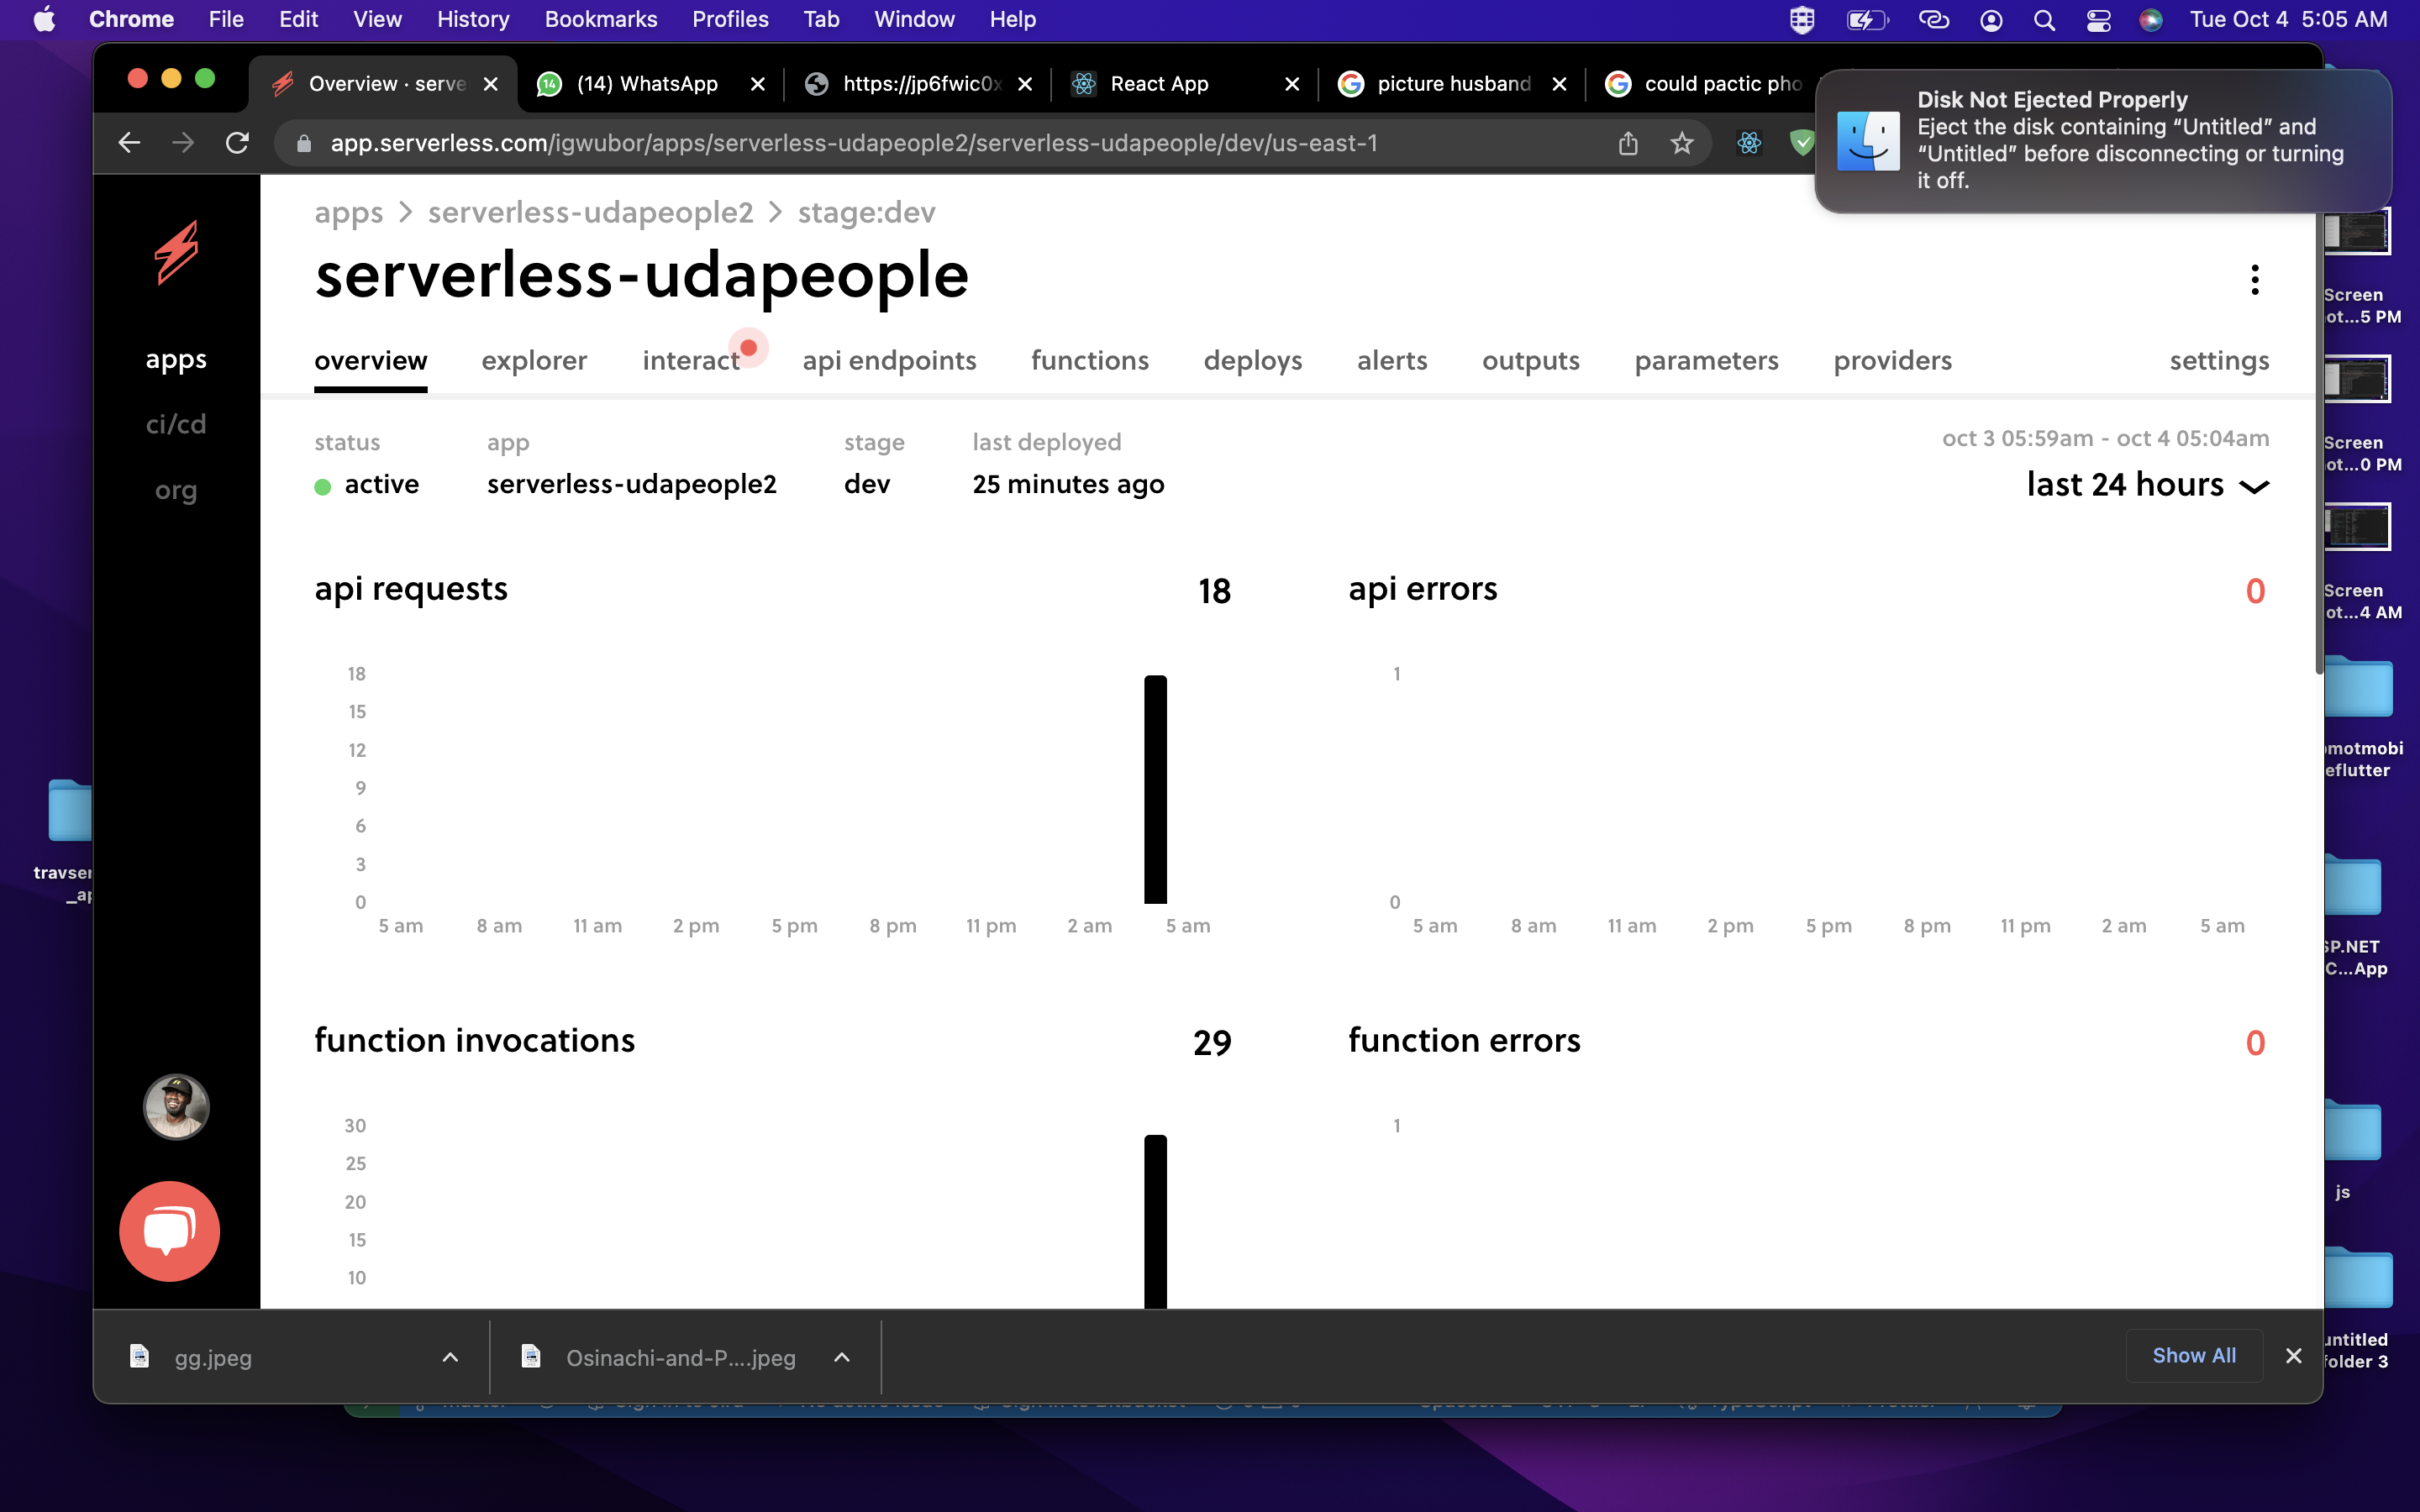 Chrome File Edit View History Bookmarks Profiles Tab Window Help
Tue Oct 4 5:05 AM
Overview · serve
14
(14) WhatsApp
https://jp6fwic0x
React App
picture husband
could pactic pho
Disk Not Ejected Properly
Eject the disk containing “Untitled” and
“Untitled” before disconnecting or turning
it off.
app.serverless.com/igwubor/apps/serverless-udapeople2/serverless-udapeople/dev/us-east-1
apps
ci/cd
org
apps > serverless-udapeople2 > stage:dev
serverless-udapeople
overview explorer interact api endpoints functions deploys alerts outputs parameters providers settings
status app stage last deployed
active serverless-udapeople2 dev 25 minutes ago
oct 3 05:59am - oct 4 05:04am
last 24 hours
api requests 18
18
15
12
9
6
3
0
5 am 8 am 11 am 2 pm 5 pm 8 pm 11 pm 2 am 5 am
api errors 0
1
0
5 am 8 am 11 am 2 pm 5 pm 8 pm 11 pm 2 am 5 am
function invocations 29
30
25
20
15
10
function errors 0
1
gg.jpeg
Osinachi-and-P....jpeg
Show All
travser
_ap
Screen
ot...5 PM
Screen
ot...0 PM
Screen
ot...4 AM
omotmobi
eflutter
SP.NET
C...App
js
untitled
folder 3